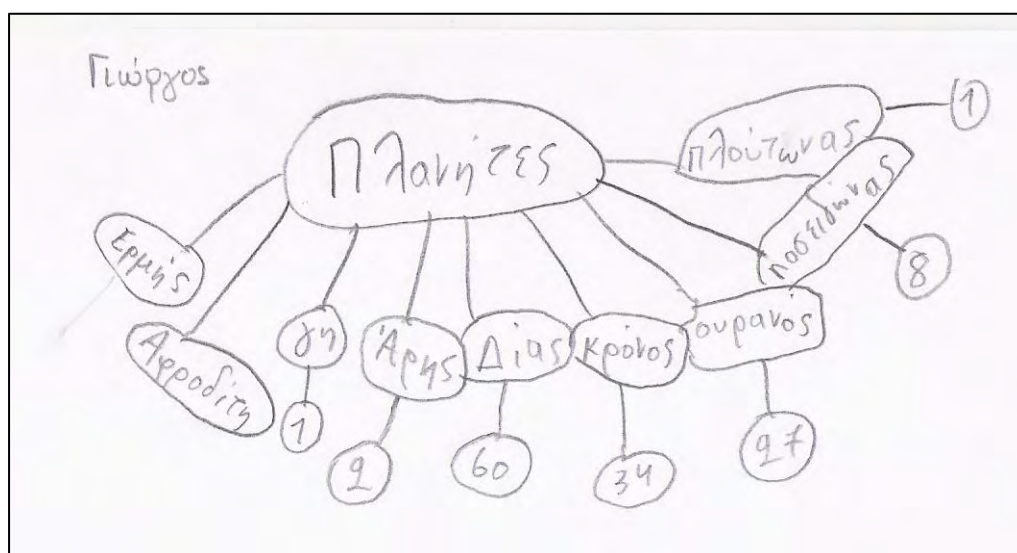 Γιώργος
Πλανήτες
Ερμής
Αφροδίτη
γη
1
Άρης
2
Δίας
60
Κρόνος
34
ουρανός
27
Ποσειδώνας
8
Πλούτωνας
1